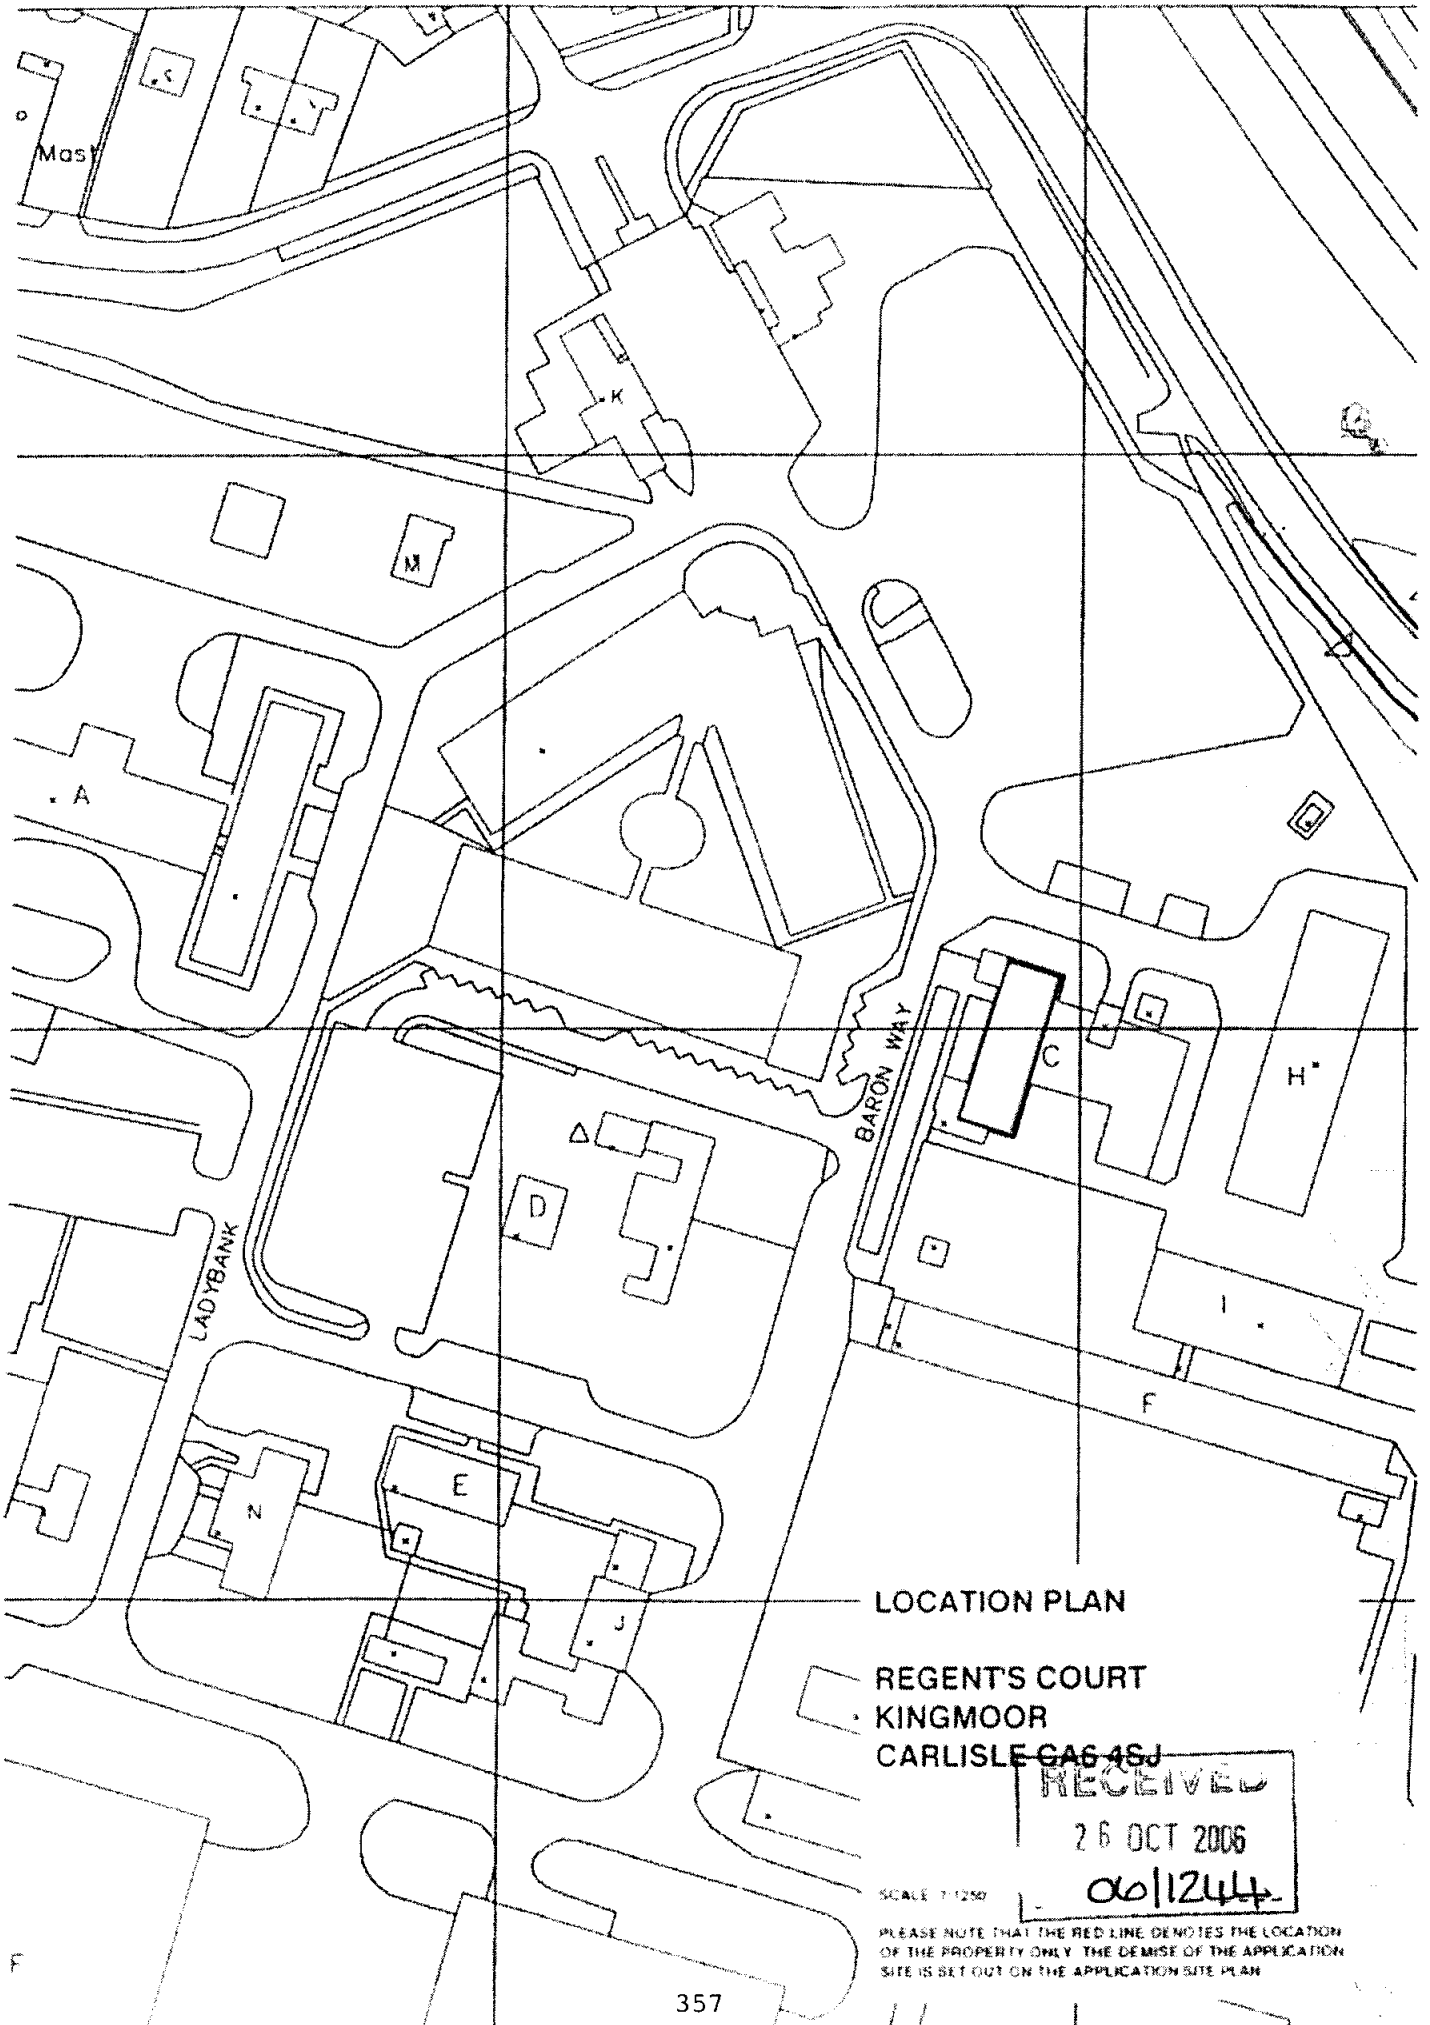 Mast
K
M
A
BARON WAY
C
H
D
LADYBANK
I
F
E
N
J
LOCATION PLAN
REGENT'S COURT
KINGMOOR
CARLISLE CA6 4SJ
RECEIVED
26 OCT 2006
06/1244
SCALE 1:1250
PLEASE NOTE THAT THE RED LINE DENOTES THE LOCATION
OF THE PROPERTY ONLY. THE DEMISE OF THE APPLICATION
SITE IS SET OUT ON THE APPLICATION SITE PLAN
F
357